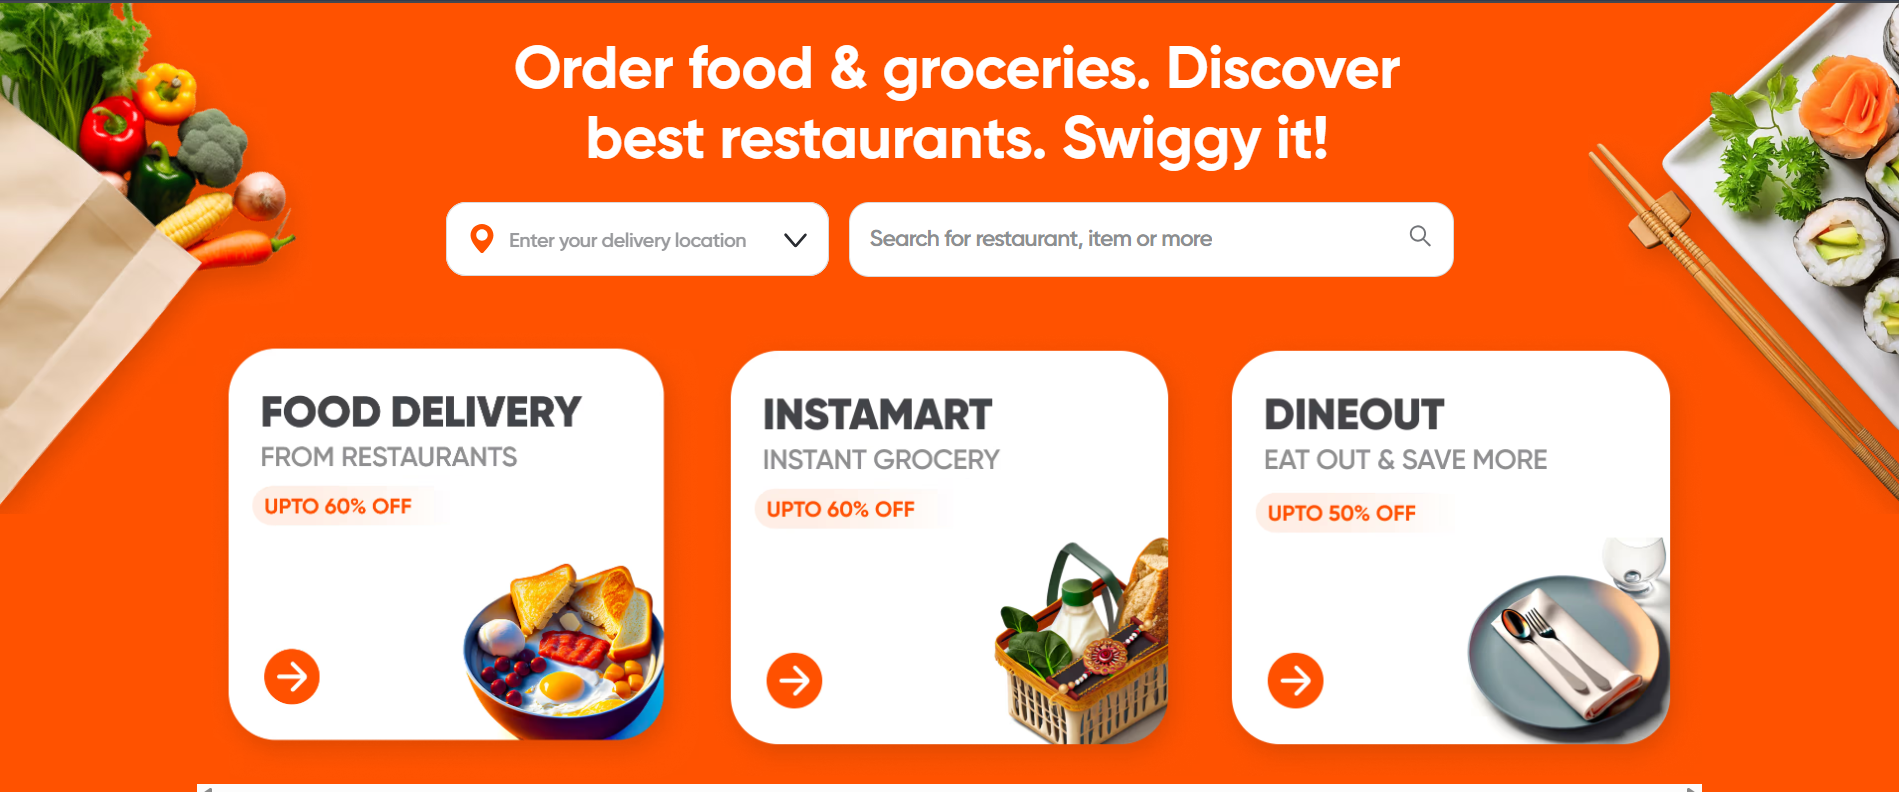 Order food & groceries. Discover
best restaurants. Swiggy it!
Enter your delivery location
Search for restaurant, item or more
FOOD DELIVERY
FROM RESTAURANTS
UPTO 60% OFF
INSTAMART
INSTANT GROCERY
UPTO 60% OFF
DINEOUT
EAT OUT & SAVE MORE
UPTO 50% OFF